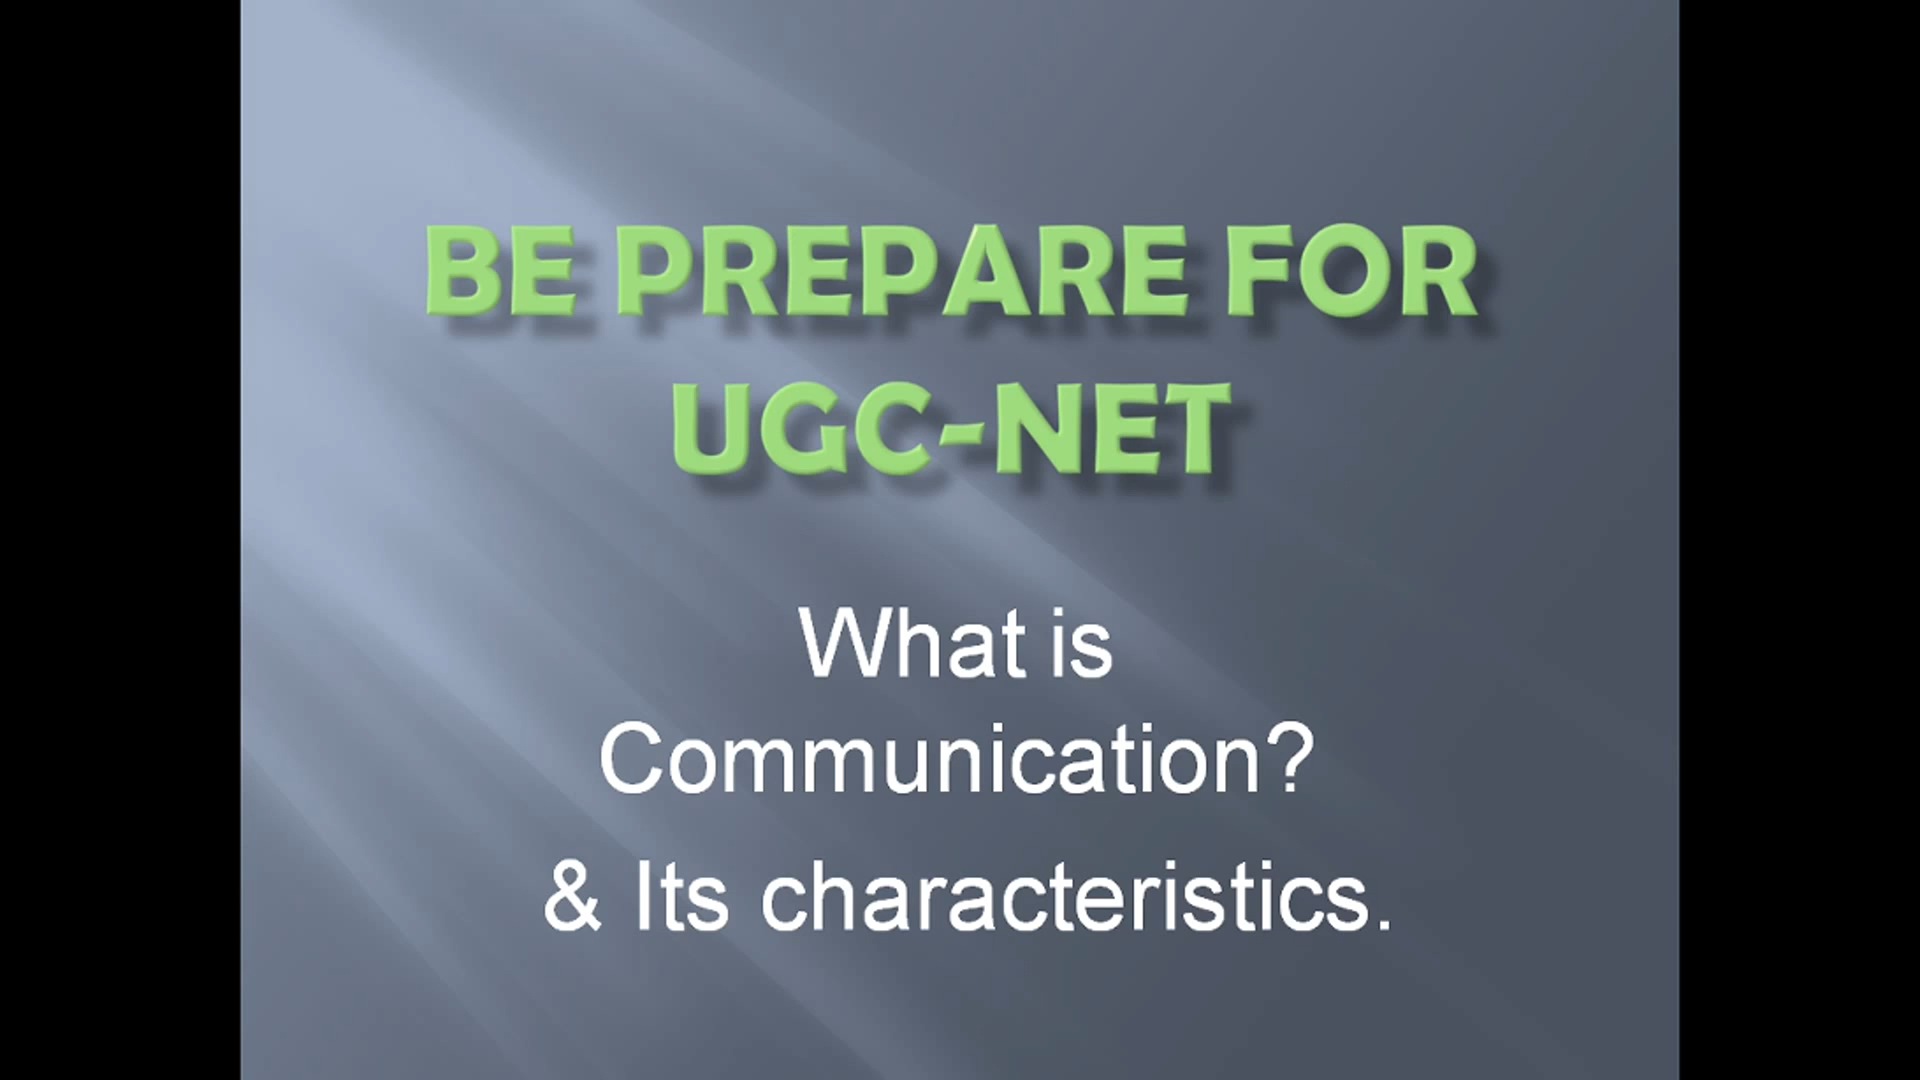 BE PREPARE FOR
UGC-NET
What is
Communication?
& Its characteristics.